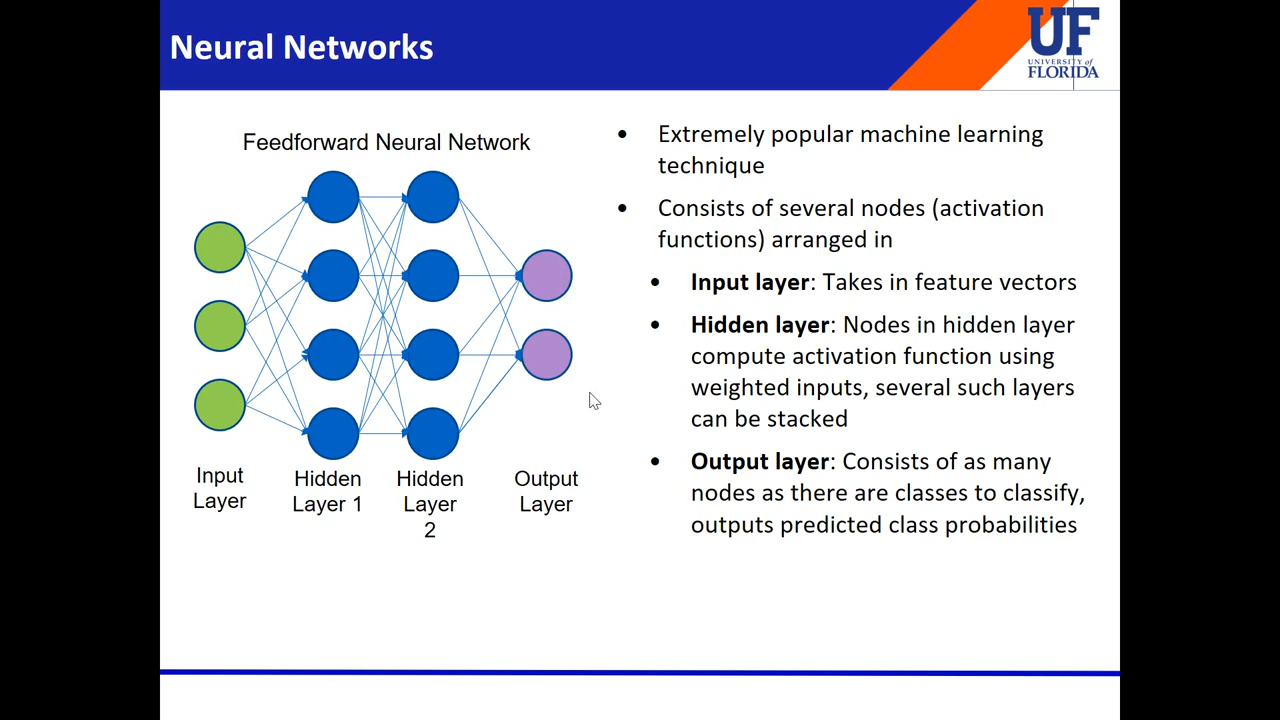 Neural Networks
UF
UNIVERSITY of
FLORIDA
Feedforward Neural Network
Input
Layer
Hidden
Layer 1
Hidden
Layer
2
Output
Layer
• Extremely popular machine learning
technique
• Consists of several nodes (activation
functions) arranged in
• Input layer: Takes in feature vectors
• Hidden layer: Nodes in hidden layer
compute activation function using
weighted inputs, several such layers
can be stacked
• Output layer: Consists of as many
nodes as there are classes to classify,
outputs predicted class probabilities